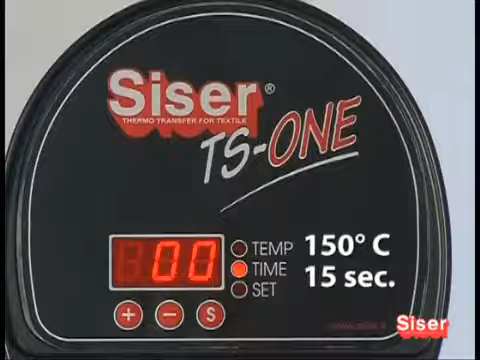 Siser®
THERMO TRANSFER FOR TEXTILE
TS-ONE
00
TEMP 150° C
TIME 15 sec.
SET
+ − S
Siser